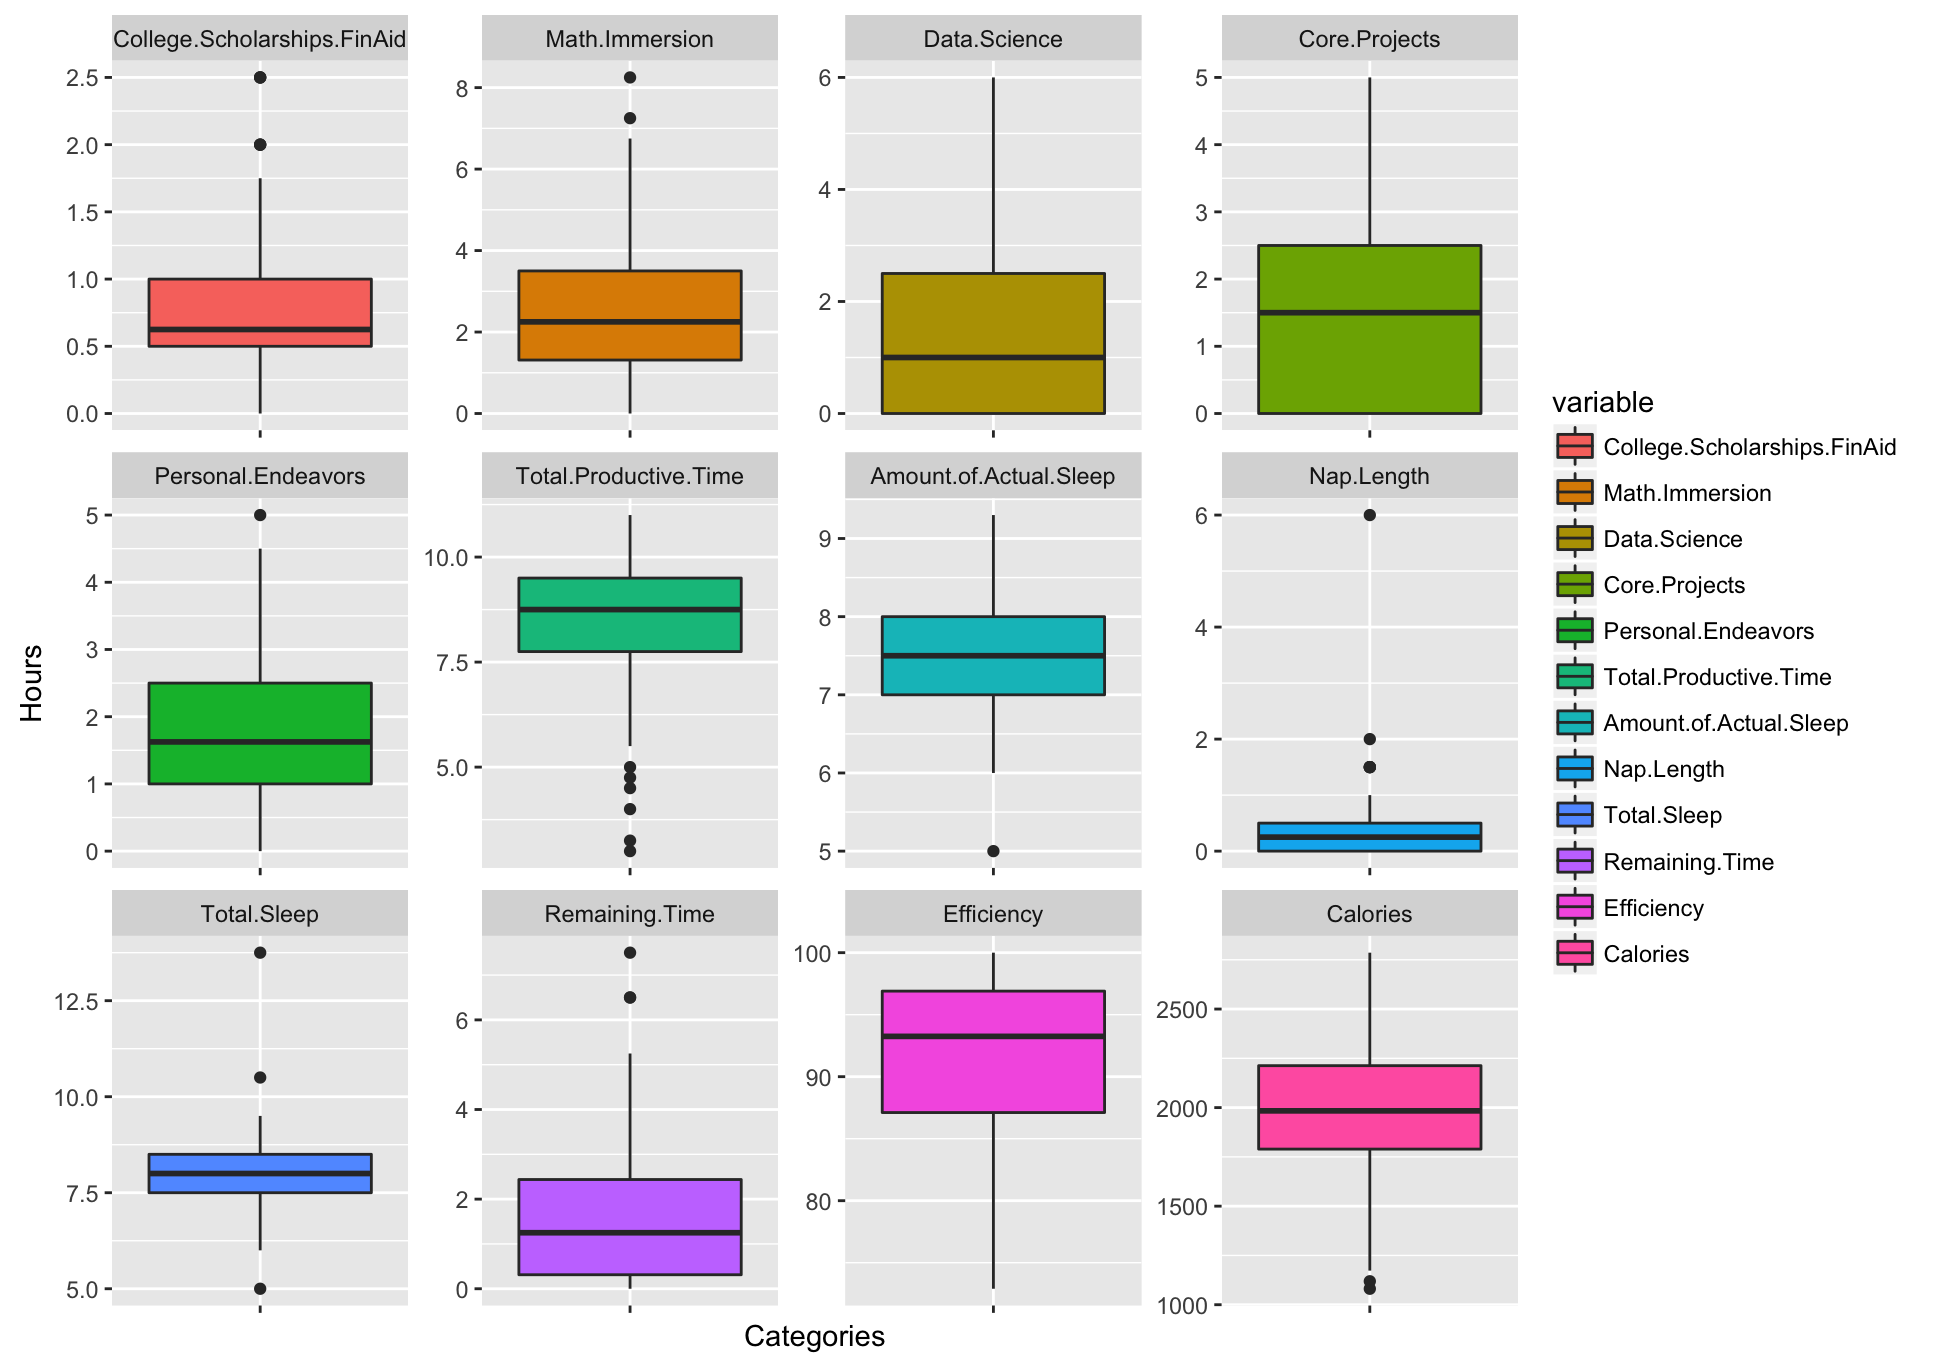 College.Scholarships.FinAid
Math.Immersion
Data.Science
Core.Projects
2.5
2.0
1.5
1.0
0.5
0.0
8
6
4
2
0
6
4
2
0
5
4
3
2
1
0
Personal.Endeavors
Total.Productive.Time
Amount.of.Actual.Sleep
Nap.Length
5
4
3
2
1
0
10.0
7.5
5.0
9
8
7
6
5
6
4
2
0
Total.Sleep
Remaining.Time
Efficiency
Calories
12.5
10.0
7.5
5.0
6
4
2
0
100
90
80
2500
2000
1500
1000
Hours
Categories
variable
College.Scholarships.FinAid
Math.Immersion
Data.Science
Core.Projects
Personal.Endeavors
Total.Productive.Time
Amount.of.Actual.Sleep
Nap.Length
Total.Sleep
Remaining.Time
Efficiency
Calories